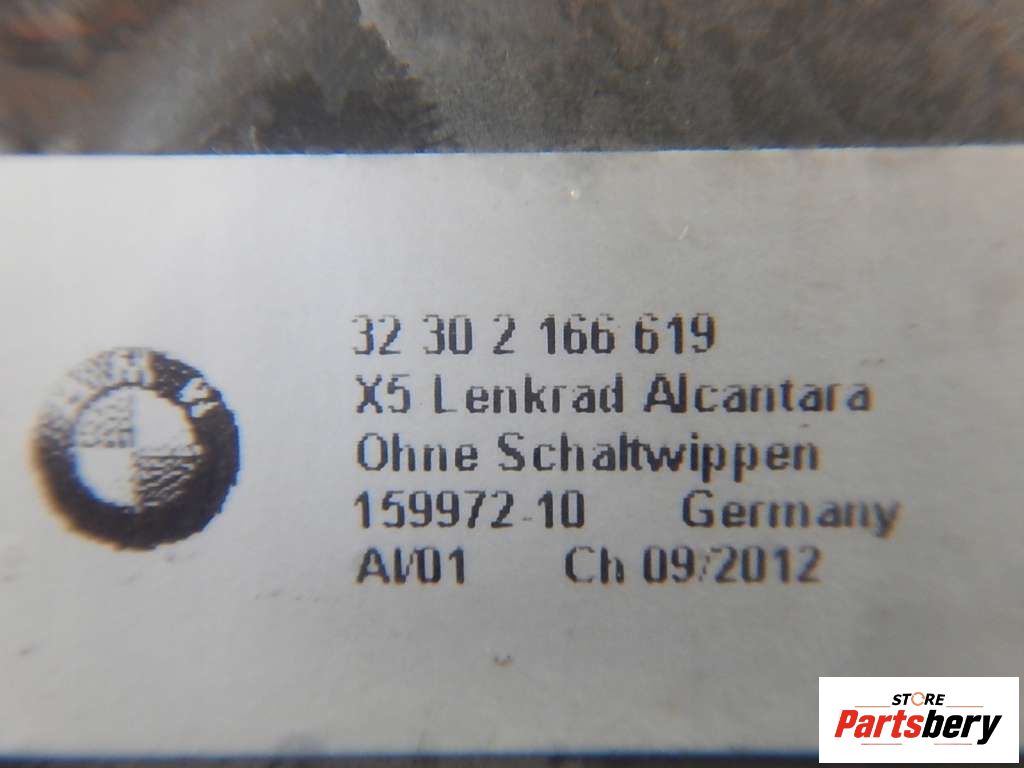 BMW
32 30 2 166 619
X5 Lenkrad Alcantara
Ohne Schaltwippen
159972-10 Germany
AI/01 Ch 09/2012
STORE
Partsbery